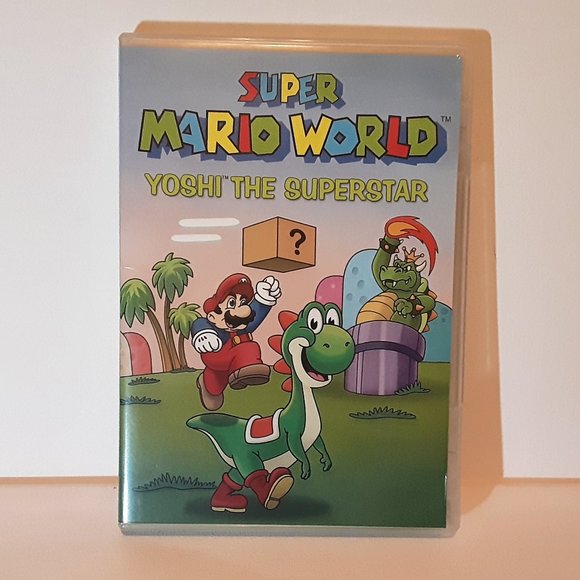 SUPER
MARIO WORLD™
YOSHI™ THE SUPERSTAR
?